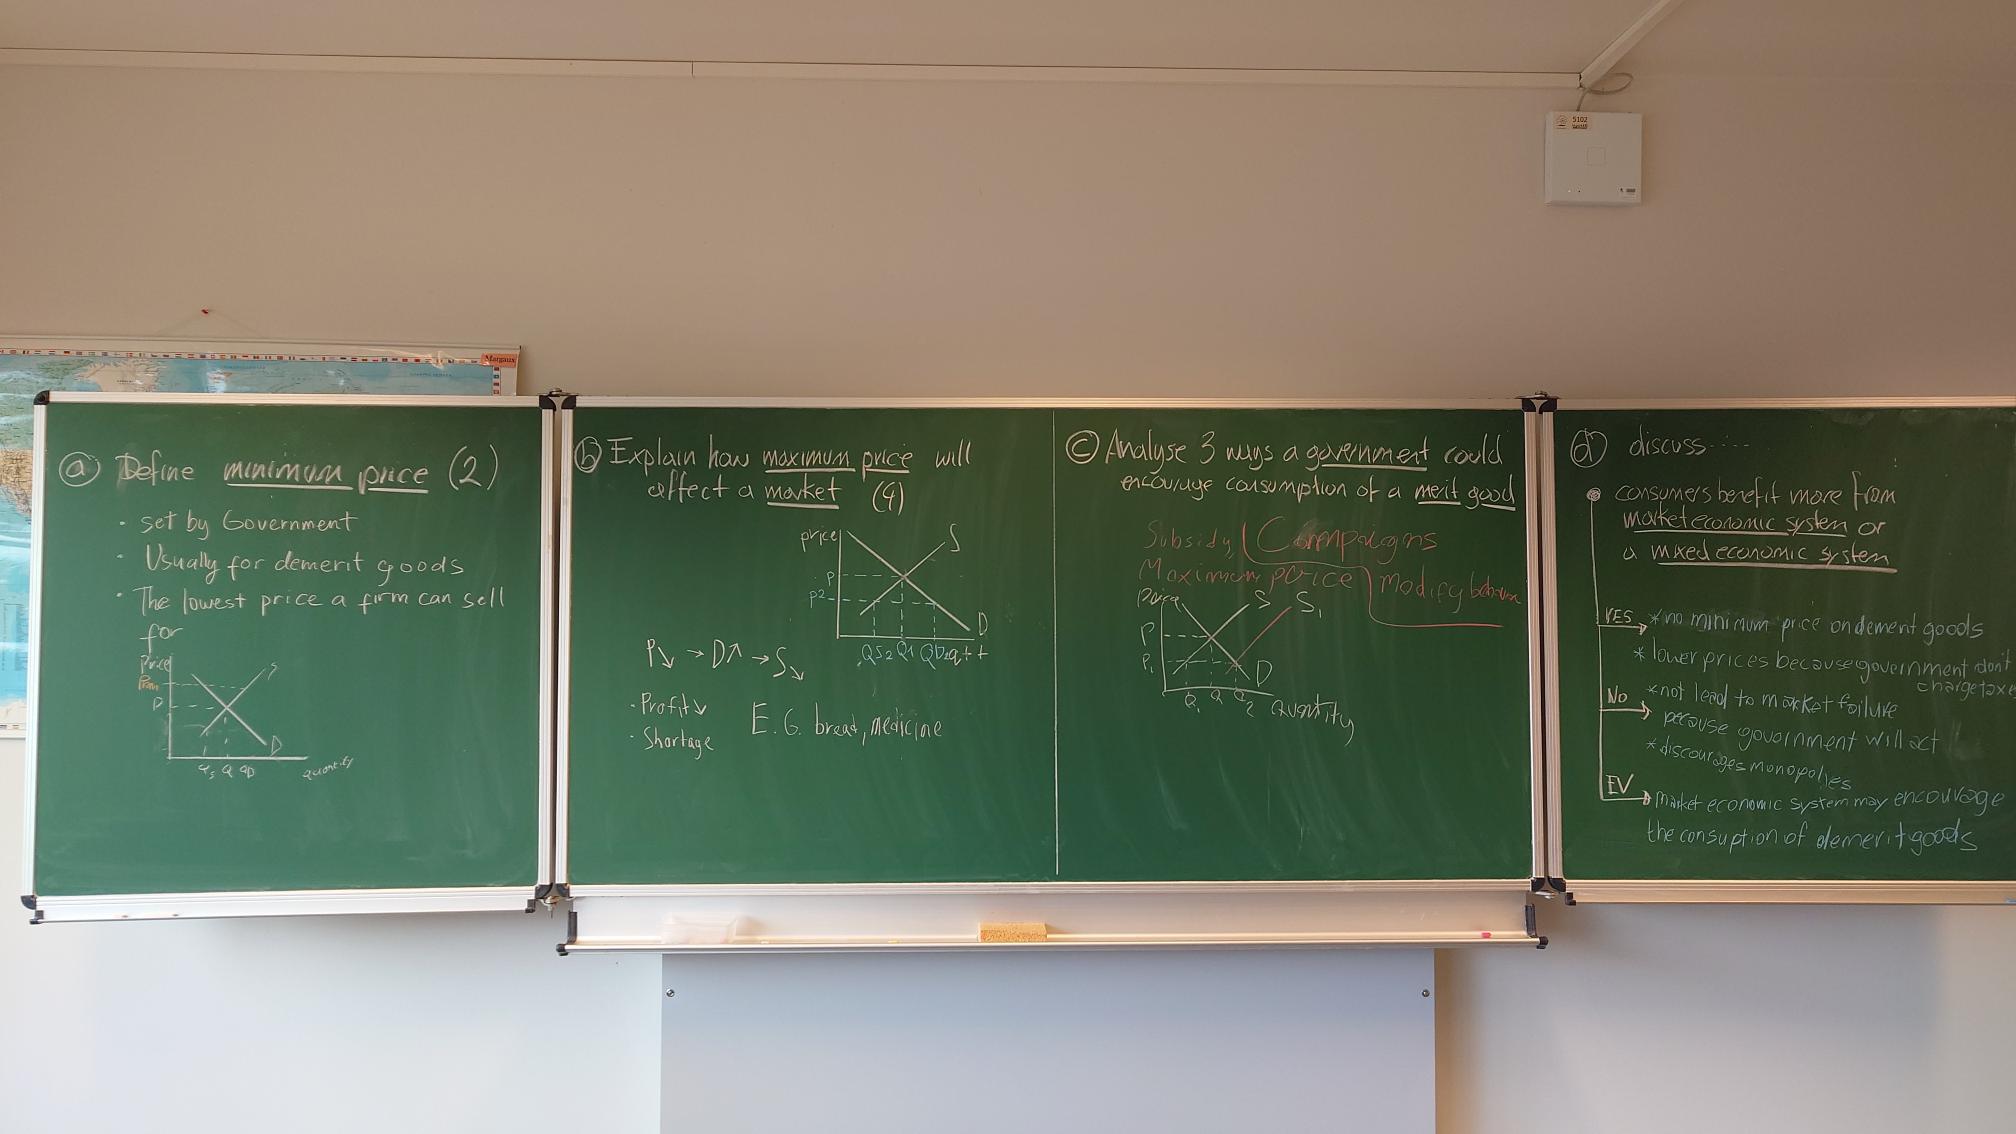 5102
Margaux
ⓐ Define minimum price (2)
• set by Government
• Usually for demerit goods
• The lowest price a firm can sell
for
Price
Pmin
P
S
D
Qs Q QD
quantity
ⓑ Explain how maximum price will
affect a market (4)
price
S
P
P2
D
QS2 Q1 QD2 qtt
P↘ → D↗ → S↘
• Profit↘
• Shortage
E.G. bread, medicine
ⓒ Analyse 3 ways a government could
encourage consumption of a merit good
Subsidy, Campaigns
Maximum price
modify behaviour
Price
S S1
P
P1
D
Q1 Q Q2 Quantity
ⓓ discuss.....
consumers benefit more from
market economic system or
a mixed economic system
YES → * no minimum price on demerit goods
* lower prices because government don't
charge taxes
No → * not lead to market failure
because government will act
* discourages monopolies
EV → market economic system may encourage
the consuption of demerit goods